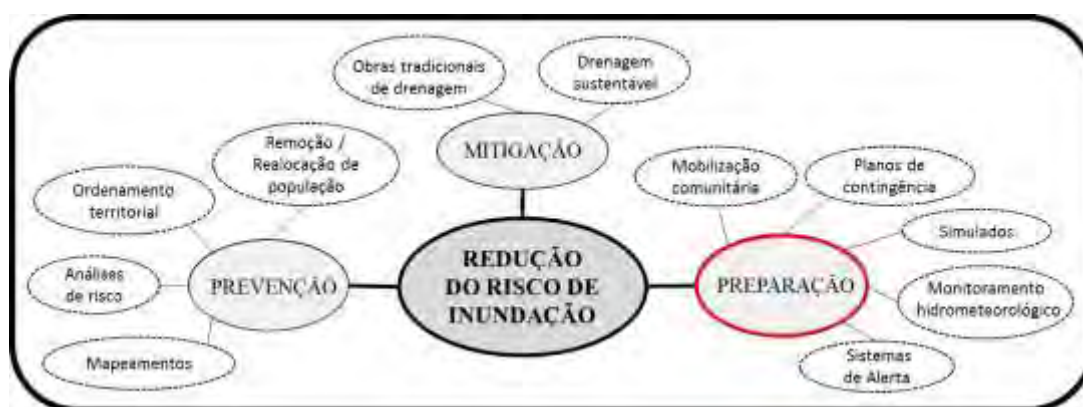 Obras tradicionais
de drenagem
Drenagem
sustentável
MITIGAÇÃO
Remoção /
Realocação de
população
Ordenamento
territorial
Análises
de risco
PREVENÇÃO
Mapeamentos
REDUÇÃO
DO RISCO DE
INUNDAÇÃO
Mobilização
comunitária
Planos de
contingência
Simulados
PREPARAÇÃO
Monitoramento
hidrometeorológico
Sistemas
de Alerta